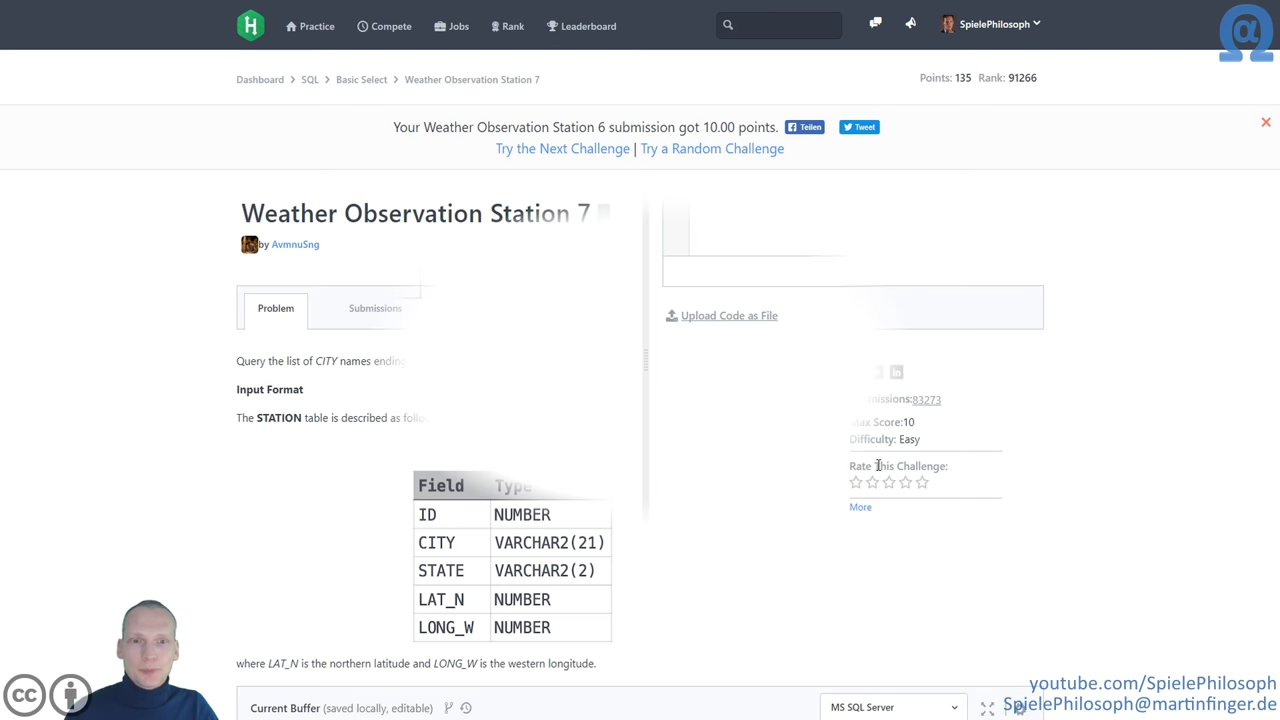 Practice Compete Jobs Rank Leaderboard SpielePhilosoph
Dashboard SQL Basic Select Weather Observation Station 7 Points: 135 Rank: 91266
Your Weather Observation Station 6 submission got 10.00 points. Teilen Tweet
Try the Next Challenge | Try a Random Challenge
Weather Observation Station 7
by AvmnuSng
Problem Submissions
Upload Code as File
Query the list of CITY names ending
Input Format
The STATION table is described as
83273
Max Score:10
Difficulty: Easy
Rate This Challenge:
More
Field Type
ID NUMBER
CITY VARCHAR2(21)
STATE VARCHAR2(2)
LAT_N NUMBER
LONG_W NUMBER
where LAT_N is the northern latitude and LONG_W is the western longitude.
Current Buffer (saved locally, editable) MS SQL Server
cc
youtube.com/SpielePhilosoph
SpielePhilosoph@martinfinger.de